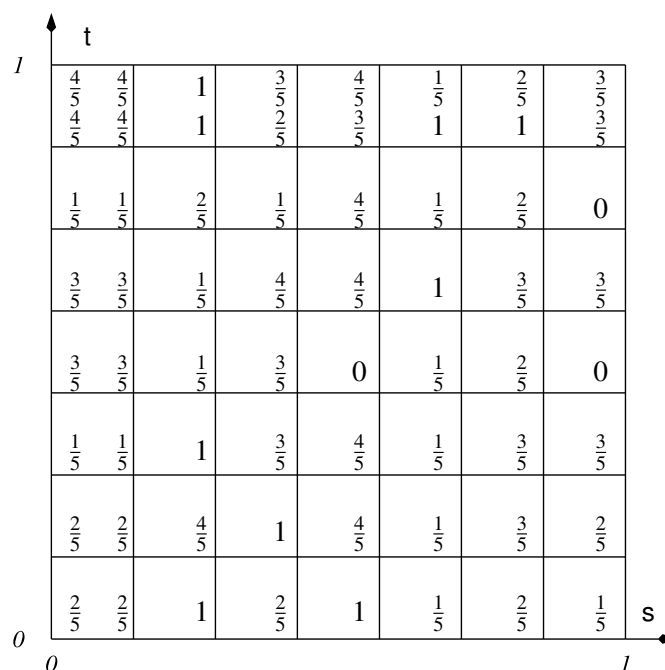 t
1 4/5 4/5 1 3/5 4/5 1/5 2/5 3/5
4/5 4/5 1 2/5 3/5 1 1 3/5
1/5 1/5 2/5 1/5 4/5 1/5 2/5 0
3/5 3/5 1/5 4/5 4/5 1 3/5 3/5
3/5 3/5 1/5 3/5 0 1/5 2/5 0
1/5 1/5 1 3/5 4/5 1/5 3/5 3/5
2/5 2/5 4/5 1 4/5 1/5 3/5 2/5
2/5 2/5 1 2/5 1 1/5 2/5 1/5 s
0
0 1